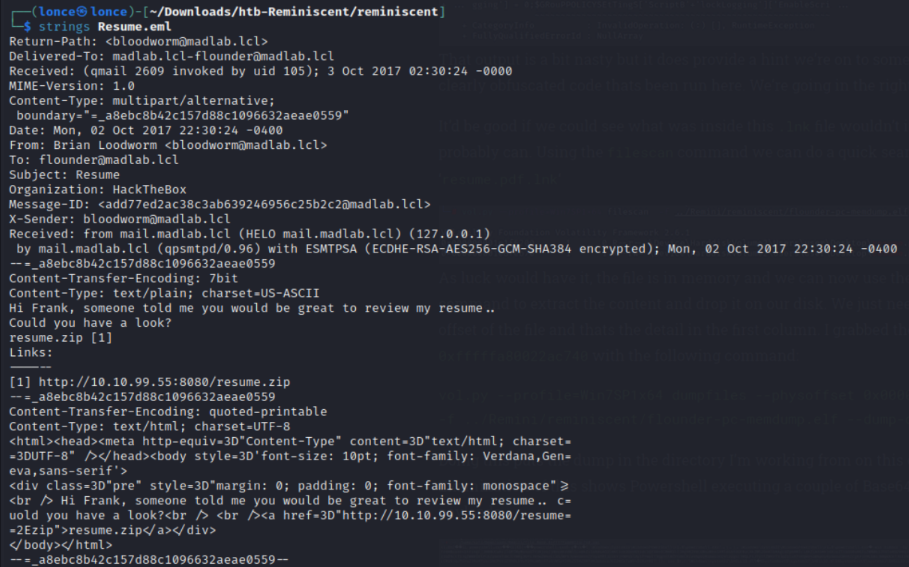 (lonce㉿lonce)-[~/Downloads/htb-Reminiscent/reminiscent]
$ strings Resume.eml
Return-Path: <bloodworm@madlab.lcl>
Delivered-To: madlab.lcl-flounder@madlab.lcl
Received: (qmail 2609 invoked by uid 105); 3 Oct 2017 02:30:24 -0000
MIME-Version: 1.0
Content-Type: multipart/alternative;
 boundary="=_a8ebc8b42c157d88c1096632aeae0559"
Date: Mon, 02 Oct 2017 22:30:24 -0400
From: Brian Loodworm <bloodworm@madlab.lcl>
To: flounder@madlab.lcl
Subject: Resume
Organization: HackTheBox
Message-ID: <add77ed2ac38c3ab639246956c25b2c2@madlab.lcl>
X-Sender: bloodworm@madlab.lcl
Received: from mail.madlab.lcl (HELO mail.madlab.lcl) (127.0.0.1)
 by mail.madlab.lcl (qpsmtpd/0.96) with ESMTPSA (ECDHE-RSA-AES256-GCM-SHA384 encrypted); Mon, 02 Oct 2017 22:30:24 -0400
--=_a8ebc8b42c157d88c1096632aeae0559
Content-Transfer-Encoding: 7bit
Content-Type: text/plain; charset=US-ASCII
Hi Frank, someone told me you would be great to review my resume..
Could you have a look?
resume.zip [1]
Links:
------
[1] http://10.10.99.55:8080/resume.zip
--=_a8ebc8b42c157d88c1096632aeae0559
Content-Transfer-Encoding: quoted-printable
Content-Type: text/html; charset=UTF-8
<html><head><meta http-equiv=3D"Content-Type" content=3D"text/html; charset=
=3DUTF-8" /></head><body style=3D'font-size: 10pt; font-family: Verdana,Gen=
eva,sans-serif'>
<div class=3D"pre" style=3D"margin: 0; padding: 0; font-family: monospace">
<br /> Hi Frank, someone told me you would be great to review my resume.. c=
uold you have a look?<br /> <br /><a href=3D"http://10.10.99.55:8080/resume=
=2Ezip">resume.zip</a></div>
</body></html>
--=_a8ebc8b42c157d88c1096632aeae0559--